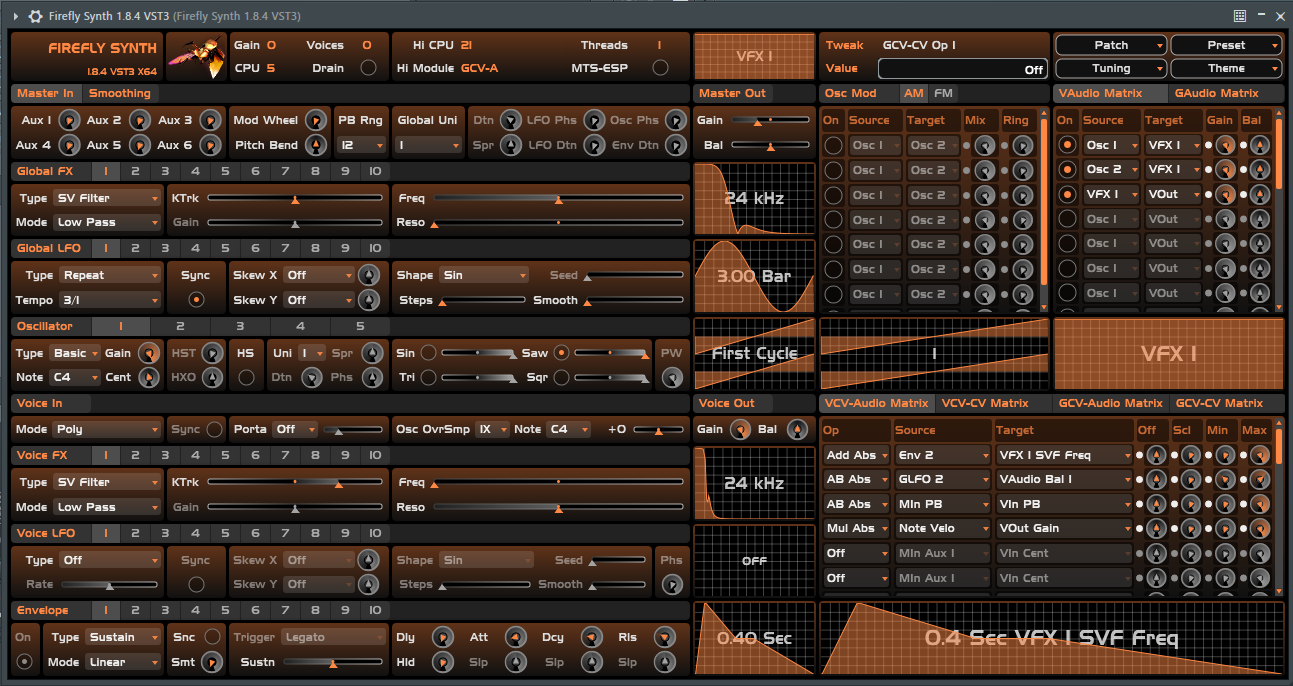 Firefly Synth 1.8.4 VST3 (Firefly Synth 1.8.4 VST3)
FIREFLY SYNTH
1.8.4 VST3 X64
Gain 0 Voices 0
CPU 5 Drain
Hi CPU 21 Threads 1
Hi Module GCV-A MTS-ESP
VFX 1
Tweak GCV-CV Op 1
Value Off
Patch Preset
Tuning Theme
Master In Smoothing
Master Out
Osc Mod AM FM
VAudio Matrix GAudio Matrix
Aux 1 Aux 2 Aux 3 Mod Wheel PB Rng Global Uni Dtn LFO Phs Osc Phs
Aux 4 Aux 5 Aux 6 Pitch Bend 12 1 Spr LFO Dtn Env Dtn
Gain
Bal
On Source Target Mix Ring
Osc 1 Osc 2
Osc 1 Osc 2
Osc 1 Osc 2
Osc 1 Osc 2
Osc 1 Osc 2
Osc 1 Osc 2
Osc 1 Osc 2
On Source Target Gain Bal
Osc 1 VFX 1
Osc 2 VFX 1
VFX 1 VOut
Osc 1 VOut
Osc 1 VOut
Osc 1 VOut
Osc 1 VOut
Global FX 1 2 3 4 5 6 7 8 9 10
Type SV Filter KTrk Freq
Mode Low Pass Gain Reso
24 kHz
Global LFO 1 2 3 4 5 6 7 8 9 10
Type Repeat Sync Skew X Off Shape Sin Seed
Tempo 3/1 Skew Y Off Steps Smooth
3.00 Bar
Oscillator 1 2 3 4 5
Type Basic Gain HST HS Uni 1 Spr Sin Saw PW
Note C4 Cent HXO Dtn Phs Tri Sqr
First Cycle
1
VFX 1
Voice In
Voice Out
VCV-Audio Matrix VCV-CV Matrix GCV-Audio Matrix GCV-CV Matrix
Mode Poly Sync Porta Off Osc OvrSmp 1X Note C4 +0
Gain Bal
Op Source Target Off Scl Min Max
Add Abs Env 2 VFX 1 SVF Freq
AB Abs GLFO 2 VAudio Bal 1
AB Abs MIn PB VIn PB
Mul Abs Note Velo VOut Gain
Off MIn Aux 1 VIn Cent
Off MIn Aux 1 VIn Cent
Voice FX 1 2 3 4 5 6 7 8 9 10
Type SV Filter KTrk Freq
Mode Low Pass Gain Reso
24 kHz
Voice LFO 1 2 3 4 5 6 7 8 9 10
Type Off Sync Skew X Off Shape Sin Seed Phs
Rate Skew Y Off Steps Smooth
OFF
Envelope 1 2 3 4 5 6 7 8 9 10
On Type Sustain Snc Trigger Legato Dly Att Dcy Rls
Mode Linear Smt Sustn Hld Slp Slp Slp
0.40 Sec
0.4 Sec VFX 1 SVF Freq